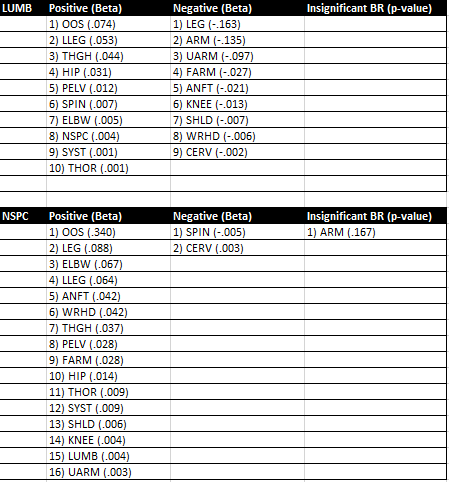 LUMB Positive (Beta) Negative (Beta) Insignificant BR (p-value)
1) OOS (.074) 1) LEG (-.163)
2) LLEG (.053) 2) ARM (-.135)
3) THGH (.044) 3) UARM (-.097)
4) HIP (.031) 4) FARM (-.027)
5) PELV (.012) 5) ANFT (-.021)
6) SPIN (.007) 6) KNEE (-.013)
7) ELBW (.005) 7) SHLD (-.007)
8) NSPC (.004) 8) WRHD (-.006)
9) SYST (.001) 9) CERV (-.002)
10) THOR (.001)
NSPC Positive (Beta) Negative (Beta) Insignificant BR (p-value)
1) OOS (.340) 1) SPIN (-.005) 1) ARM (.167)
2) LEG (.088) 2) CERV (.003)
3) ELBW (.067)
4) LLEG (.064)
5) ANFT (.042)
6) WRHD (.042)
7) THGH (.037)
8) PELV (.028)
9) FARM (.028)
10) HIP (.014)
11) THOR (.009)
12) SYST (.009)
13) SHLD (.006)
14) KNEE (.004)
15) LUMB (.004)
16) UARM (.003)